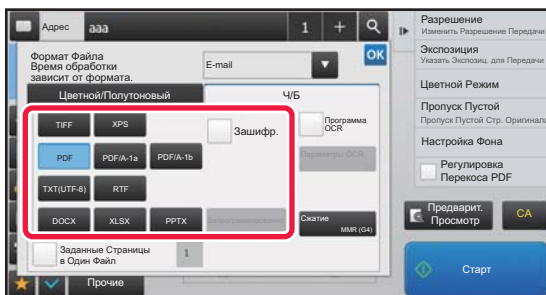 Адрес
aaa
1
+
Разрешение
Изменить Разрешение Передачи
Экспозиция
Указать Экспозиц. для Передачи
Цветной Режим
Пропуск Пустой
Пропуск Пустой Стр. Оригинала
Настройка Фона
Регулировка
Перекоса PDF
Предварит.
Просмотр
CA
Старт
Формат Файла
Время обработки
зависит от формата.
E-mail
OK
Цветной/Полутоновый
Ч/Б
TIFF
XPS
Зашифр.
Программа
OCR
PDF
PDF/A-1a
PDF/A-1b
Параметры OCR
TXT(UTF-8)
RTF
DOCX
XLSX
PPTX
Сжатие
MMR (G4)
Заданные Страницы
в Один Файл
1
Прочие